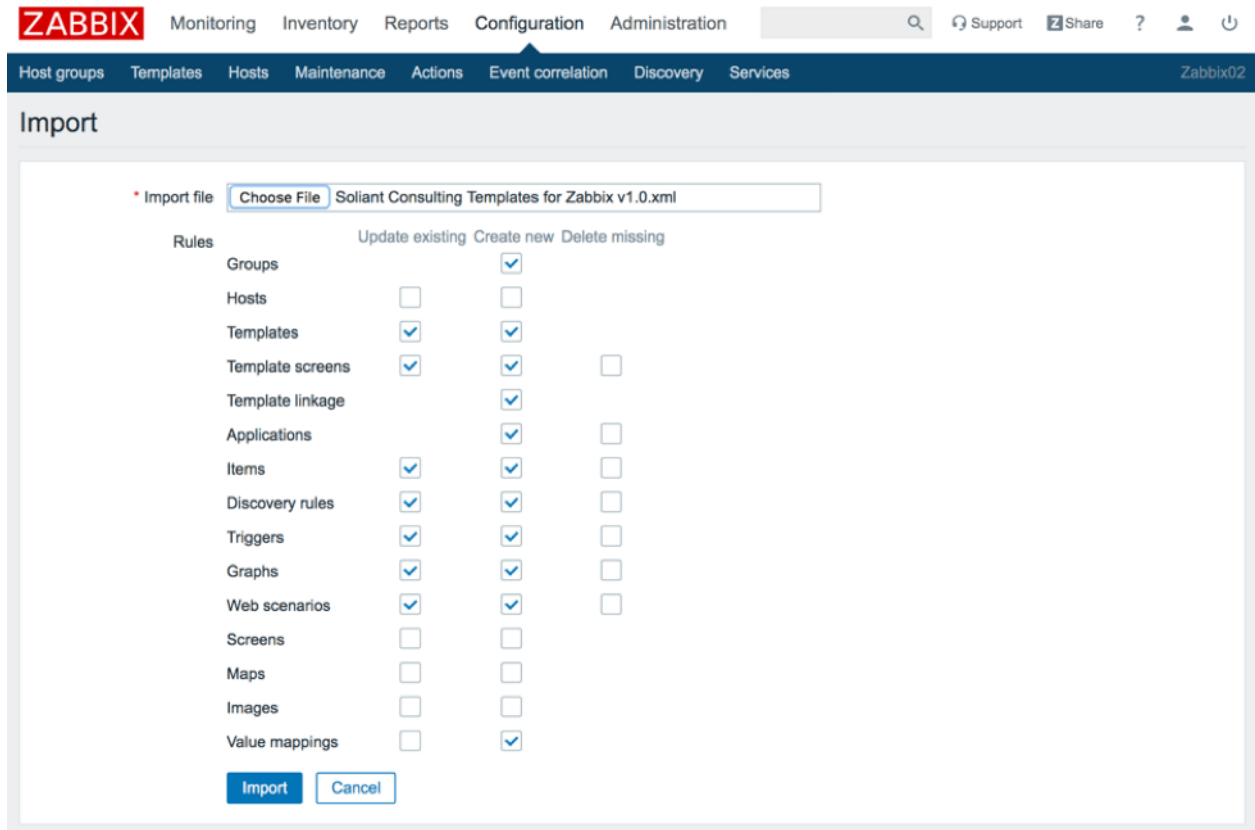 ZABBIX Monitoring Inventory Reports Configuration Administration Support Z Share ?
Host groups Templates Hosts Maintenance Actions Event correlation Discovery Services Zabbix02
Import
* Import file Choose File Soliant Consulting Templates for Zabbix v1.0.xml
Rules Update existing Create new Delete missing
Groups
Hosts
Templates
Template screens
Template linkage
Applications
Items
Discovery rules
Triggers
Graphs
Web scenarios
Screens
Maps
Images
Value mappings
Import Cancel